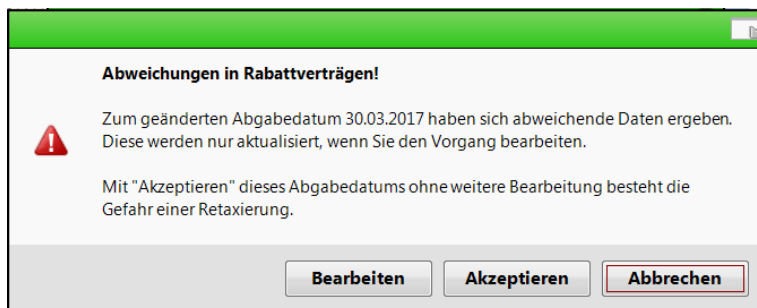 Abweichungen in Rabattverträgen!
Zum geänderten Abgabedatum 30.03.2017 haben sich abweichende Daten ergeben.
Diese werden nur aktualisiert, wenn Sie den Vorgang bearbeiten.
Mit "Akzeptieren" dieses Abgabedatums ohne weitere Bearbeitung besteht die
Gefahr einer Retaxierung.
Bearbeiten Akzeptieren Abbrechen